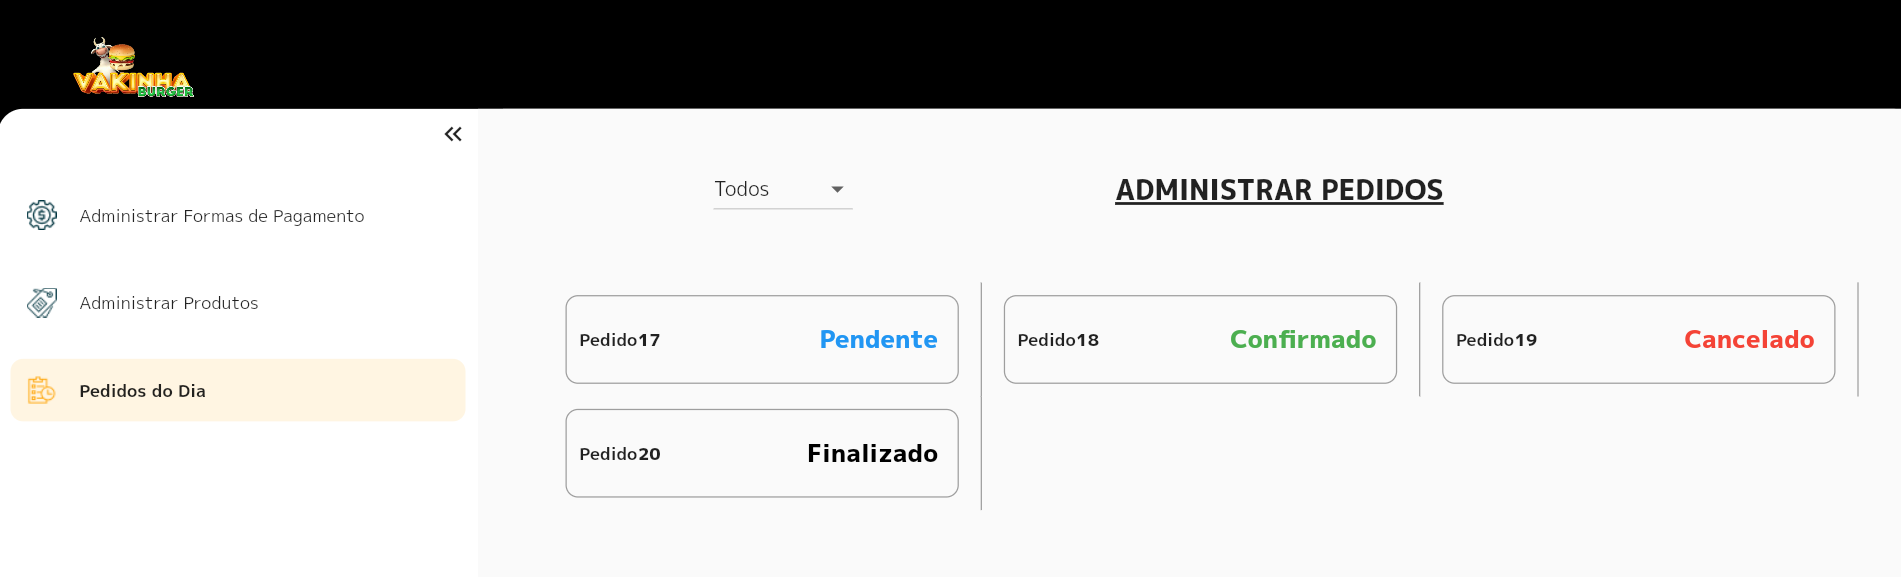 VAKINHA
BURGER
Administrar Formas de Pagamento
Administrar Produtos
Pedidos do Dia
Todos
ADMINISTRAR PEDIDOS
Pedido17 Pendente
Pedido18 Confirmado
Pedido19 Cancelado
Pedido20 Finalizado